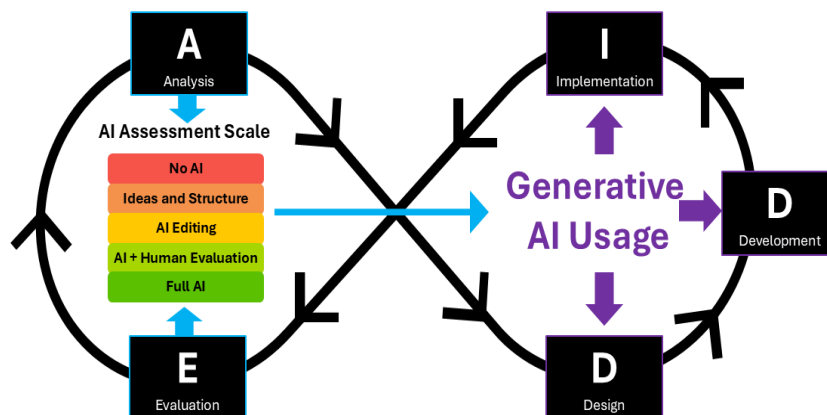 A
Analysis
AI Assessment Scale
No AI
Ideas and Structure
AI Editing
AI + Human Evaluation
Full AI
E
Evaluation
I
Implementation
Generative
AI Usage
D
Development
D
Design